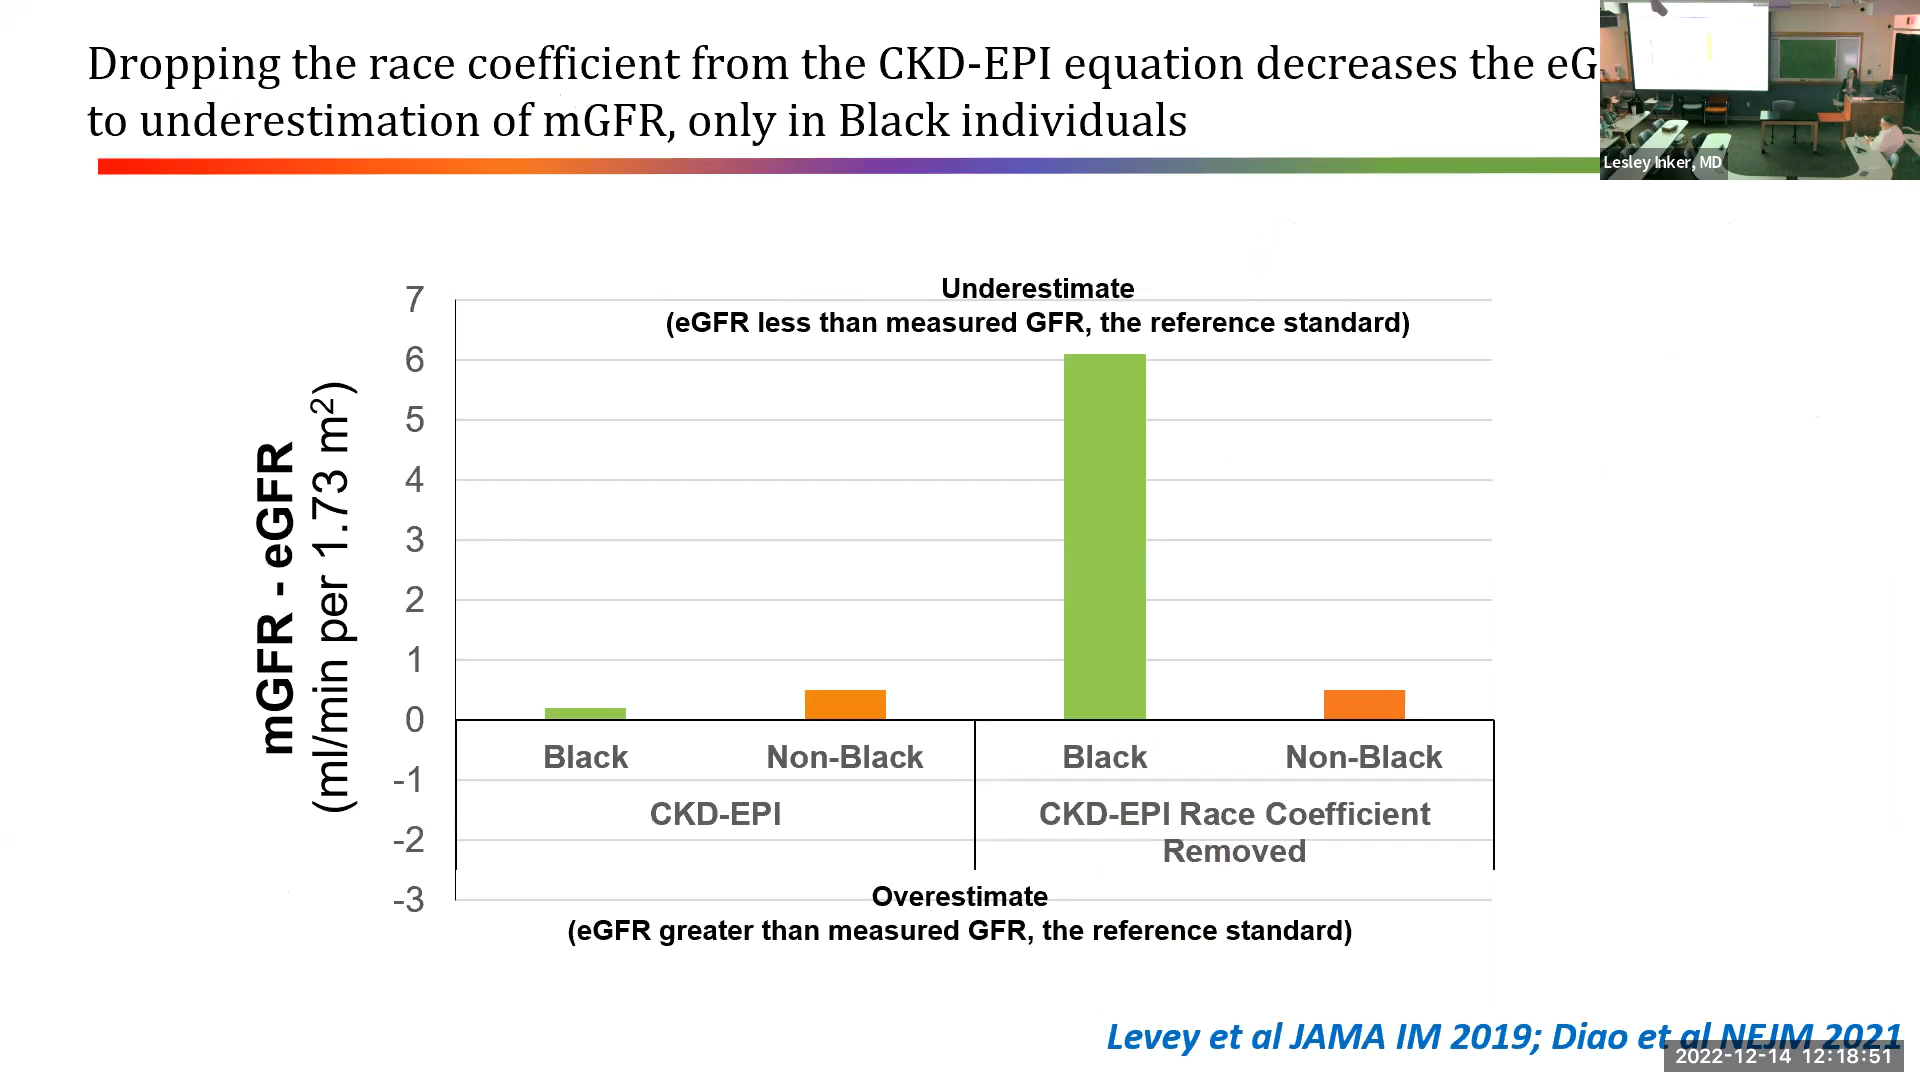 Dropping the race coefficient from the CKD-EPI equation decreases the eG
to underestimation of mGFR, only in Black individuals
Lesley Inker, MD
Underestimate
(eGFR less than measured GFR, the reference standard)
mGFR - eGFR
(ml/min per 1.73 m²)
7
6
5
4
3
2
1
0
-1
-2
-3
Black Non-Black Black Non-Black
CKD-EPI CKD-EPI Race Coefficient
Removed
Overestimate
(eGFR greater than measured GFR, the reference standard)
Levey et al JAMA IM 2019; Diao et al NEJM 2021
2022-12-14 12:18:51